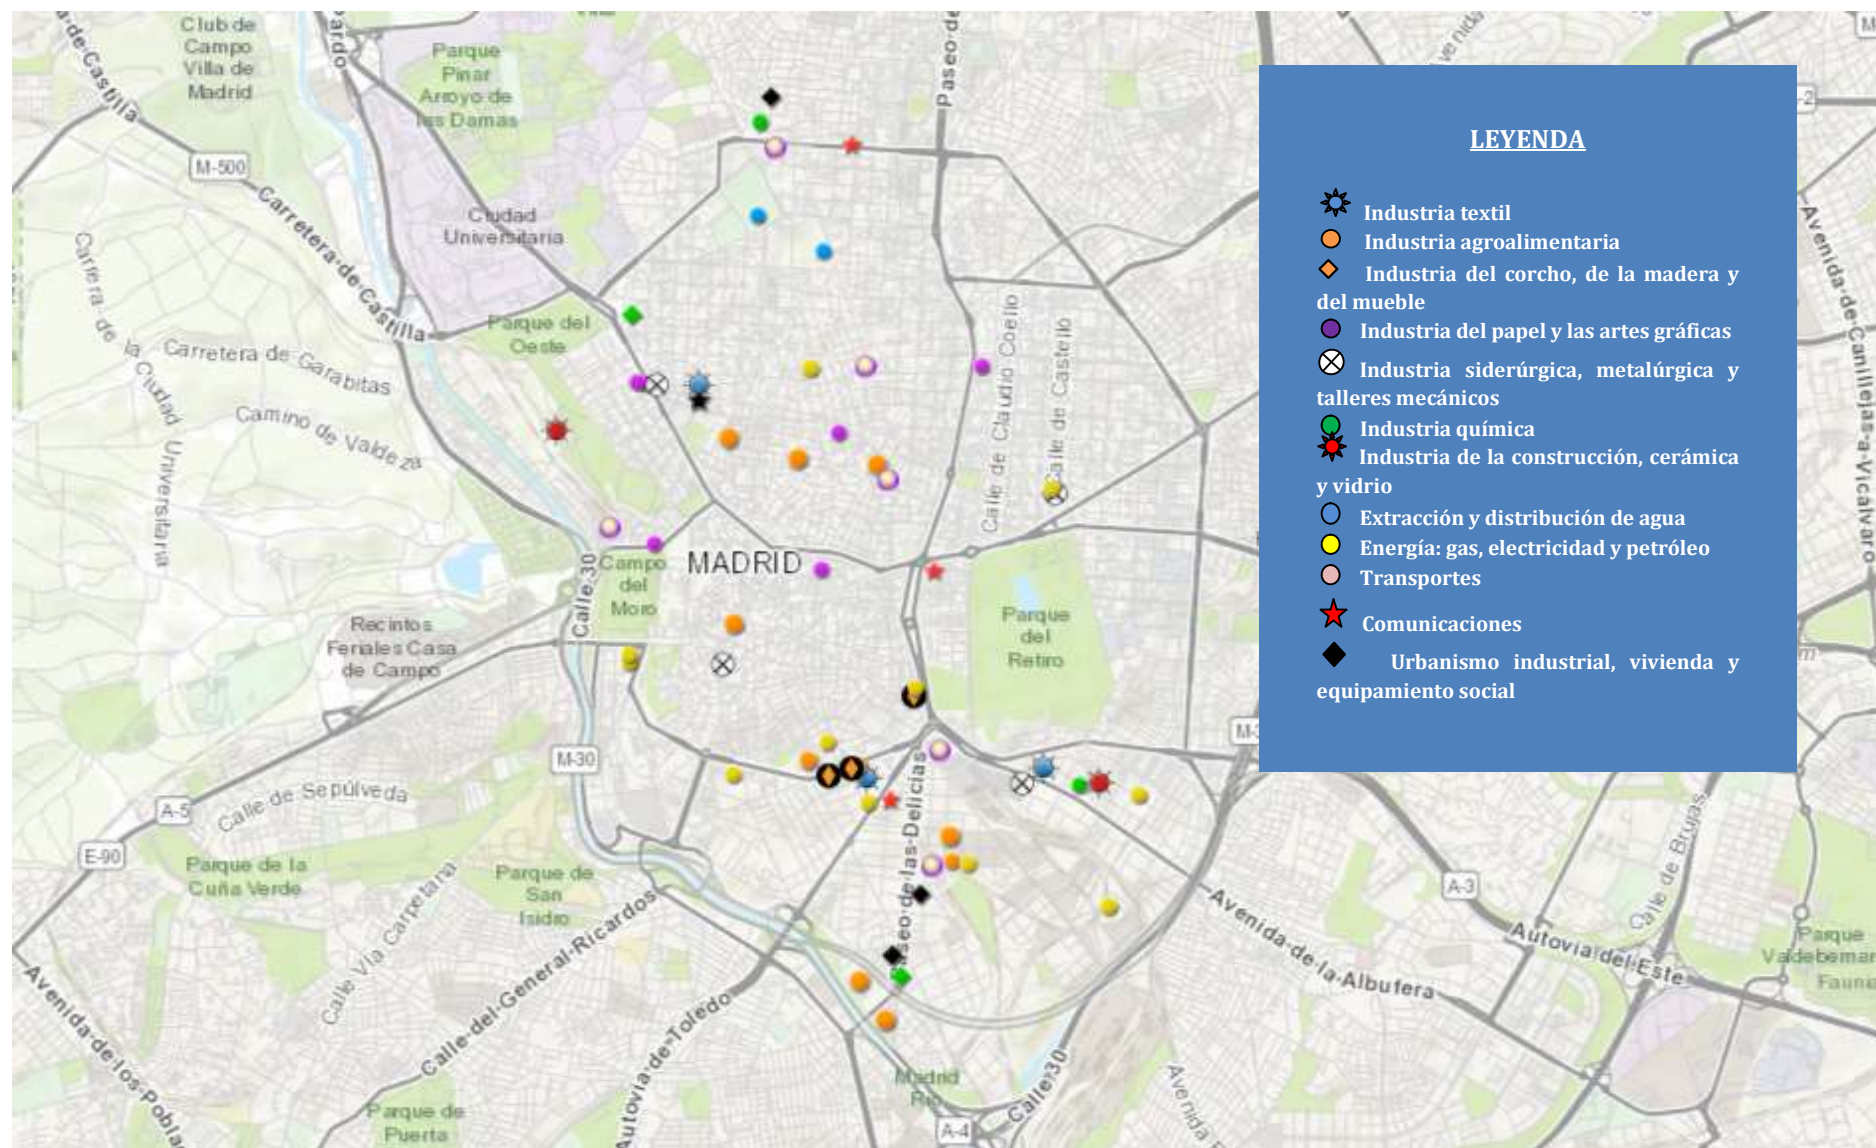 Club de
Campo
Villa de
Madrid
Parque
Pinar
Arroyo de
las Damas
Paseo de
M-500
Carretera de Castilla
Ciudad
Universitaria
Parque del
Oeste
Carretera de Garabitas
Camino de Valdeza
Carrera de la Ciudad Universitaria
Calle de Claudio Coello
Calle de Castelló
MADRID
Campo
del
Moro
Calle 30
Recintos
Feriales Casa
de Campo
Parque
del
Retiro
M-30
A-5
Calle de Sepúlveda
E-90
Parque de la
Cuña Verde
Calle Vía Carpetana
Parque de
San
Isidro
Paseo de las Delicias
Calle del General Ricardos
Autovía de Toledo
Avenida de los Pobla
Parque de
Puerta
Madrid
Río
Calle 30
A-4
Avenida de la Albufera
A-3
Autovía del Este
Calle de Brujas
Parque
Valdebernar
Fauna
Avenida de Canillejas a Vicálvaro
LEYENDA
Industria textil
Industria agroalimentaria
Industria del corcho, de la madera y
del mueble
Industria del papel y las artes gráficas
Industria siderúrgica, metalúrgica y
talleres mecánicos
Industria química
Industria de la construcción, cerámica
y vidrio
Extracción y distribución de agua
Energía: gas, electricidad y petróleo
Transportes
Comunicaciones
Urbanismo industrial, vivienda y
equipamiento social